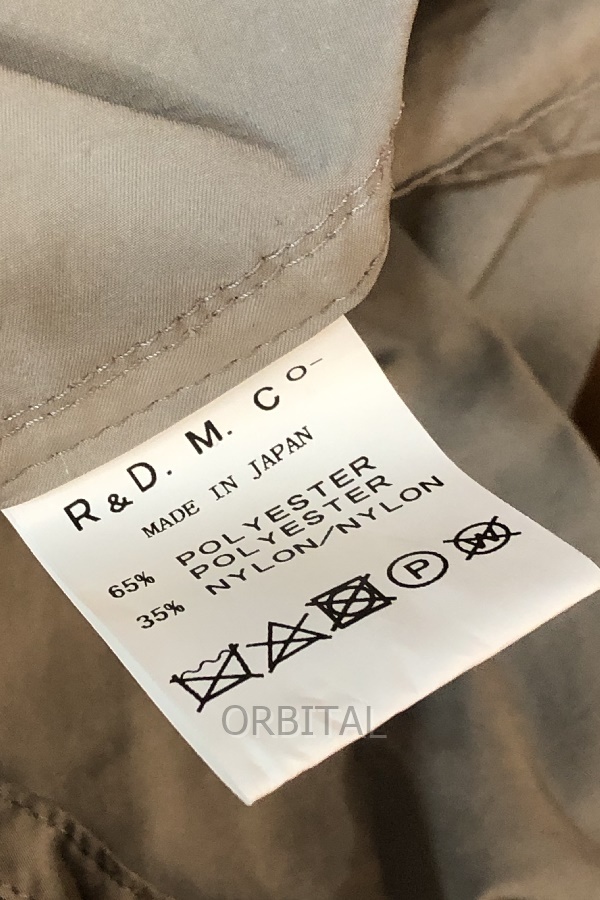 R&D. M. Co-
MADE IN JAPAN
65% POLYESTER
POLYESTER
35% NYLON/NYLON
P W
ORBITAL